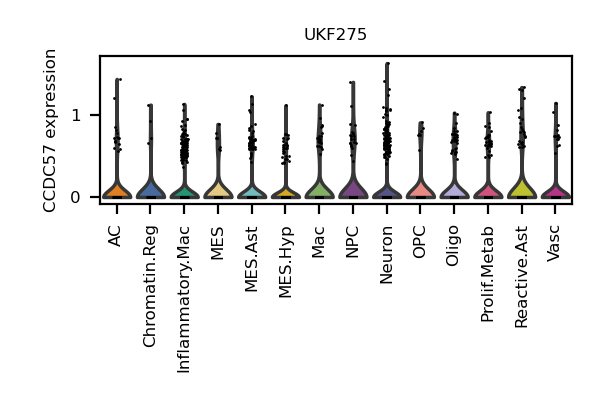 UKF275
CCDC57 expression
1
0
AC
Chromatin.Reg
Inflammatory.Mac
MES
MES.Ast
MES.Hyp
Mac
NPC
Neuron
OPC
Oligo
Prolif.Metab
Reactive.Ast
Vasc